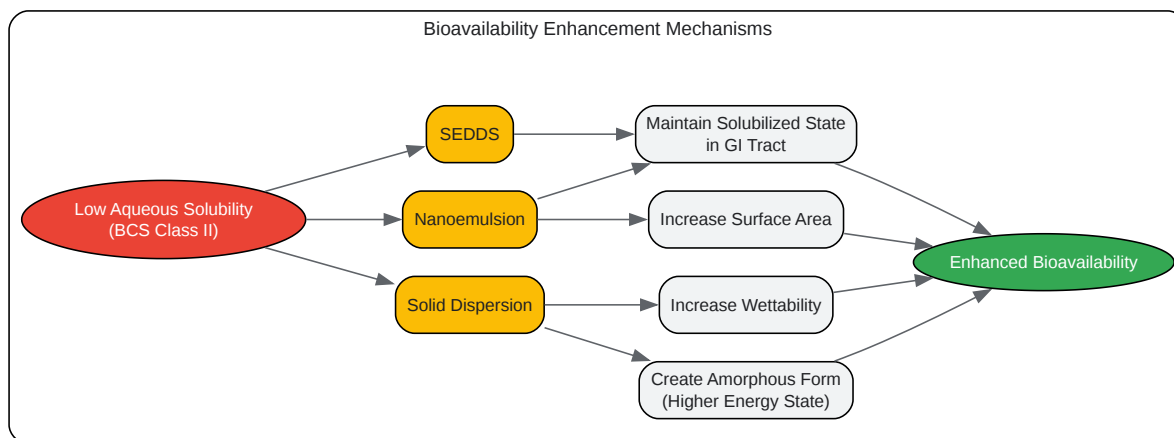 Bioavailability Enhancement Mechanisms
SEDDS
Maintain Solubilized State
in GI Tract
Low Aqueous Solubility
(BCS Class II)
Nanoemulsion
Increase Surface Area
Enhanced Bioavailability
Solid Dispersion
Increase Wettability
Create Amorphous Form
(Higher Energy State)